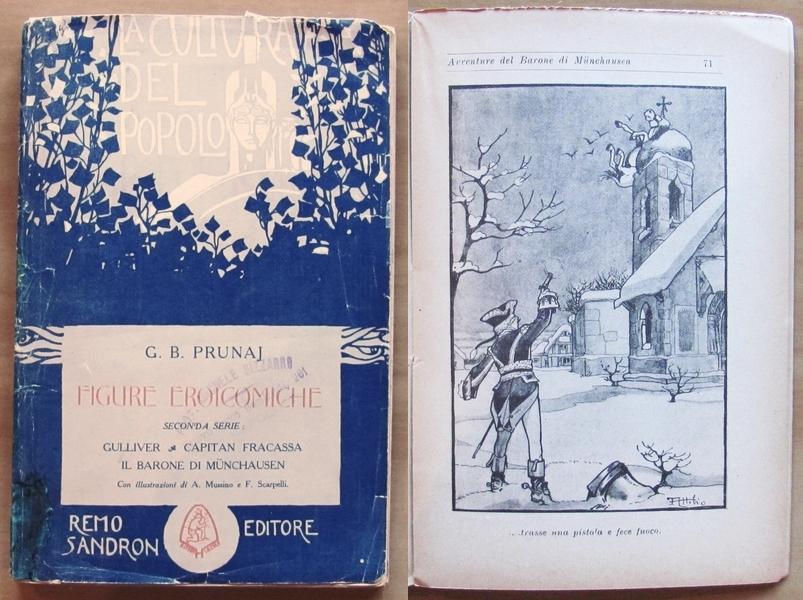 LA CULTURA
DEL
POPOLO
G. B. PRUNAJ
FIGURE EROICOMICHE
SECONDA SERIE:
GULLIVER CAPITAN FRACASSA
IL BARONE DI MÜNCHAUSEN
Con illustrazioni di A. Mussino e F. Scarpelli.
REMO
SANDRON
EDITORE
Avventure del Barone di Münchausen 71
Attilio
...trasse una pistola e fece fuoco.